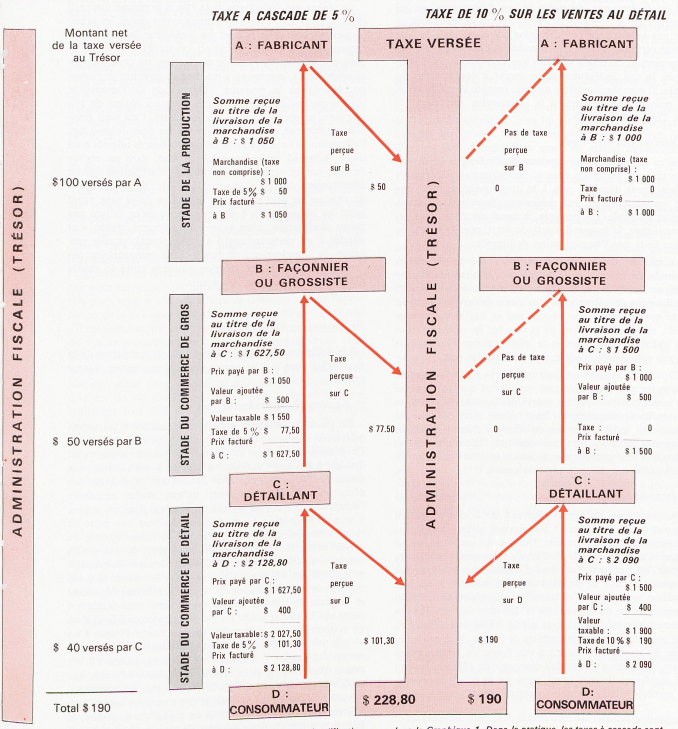 TAXE A CASCADE DE 5 %
TAXE DE 10 % SUR LES VENTES AU DÉTAIL
Montant net
de la taxe versée
au Trésor
ADMINISTRATION FISCALE (TRÉSOR)
$100 versés par A
$ 50 versés par B
$ 40 versés par C
Total $190
STADE DE LA PRODUCTION
STADE DU COMMERCE DE GROS
STADE DU COMMERCE DE DÉTAIL
A : FABRICANT
Somme reçue
au titre de la
livraison de la
marchandise
à B : $ 1 050
Marchandise (taxe
non comprise) :
$ 1 000
Taxe de 5% $ 50
Prix facturé
à B $ 1 050
Taxe
perçue
sur B
$ 50
B : FAÇONNIER
OU GROSSISTE
Somme reçue
au titre de la
livraison de la
marchandise
à C : $ 1 627,50
Prix payé par B :
$ 1 050
Valeur ajoutée
par B : $ 500
Valeur taxable $ 1 550
Taxe de 5 % $ 77,50
Prix facturé
à C : $ 1 627,50
Taxe
perçue
sur C
$ 77.50
C :
DÉTAILLANT
Somme reçue
au titre de la
livraison de la
marchandise
à D : $ 2 128,80
Prix payé par C :
$ 1 627,50
Valeur ajoutée
par C : $ 400
Valeur taxable: $ 2 027,50
Taxe de 5% $ 101,30
Prix facturé
à D : $ 2 128,80
Taxe
perçue
sur D
$ 101,30
D :
CONSOMMATEUR
TAXE VERSÉE
ADMINISTRATION FISCALE (TRÉSOR)
$ 228,80 $ 190
A : FABRICANT
Pas de taxe
perçue
sur B
0
Somme reçue
au titre de la
livraison de la
marchandise
à B : $ 1 000
Marchandise (taxe
non comprise) :
$ 1 000
Taxe 0
Prix facturé
à B : $ 1 000
B : FAÇONNIER
OU GROSSISTE
Pas de taxe
perçue
sur C
0
Somme reçue
au titre de la
livraison de la
marchandise
à C : $ 1 500
Prix payé par B :
$ 1 000
Valeur ajoutée
par B : $ 500
Taxe : 0
Prix facturé
à B : $ 1 500
C :
DÉTAILLANT
Taxe
perçue
sur D
$ 190
Somme reçue
au titre de la
livraison de la
marchandise
à C : $ 2 090
Prix payé par C :
$ 1 500
Valeur ajoutée
par C : $ 400
Valeur
taxable : $ 1 900
Taxe de 10% $ 190
Prix facturé
à D : $ 2 090
D:
CONSOMMATEUR